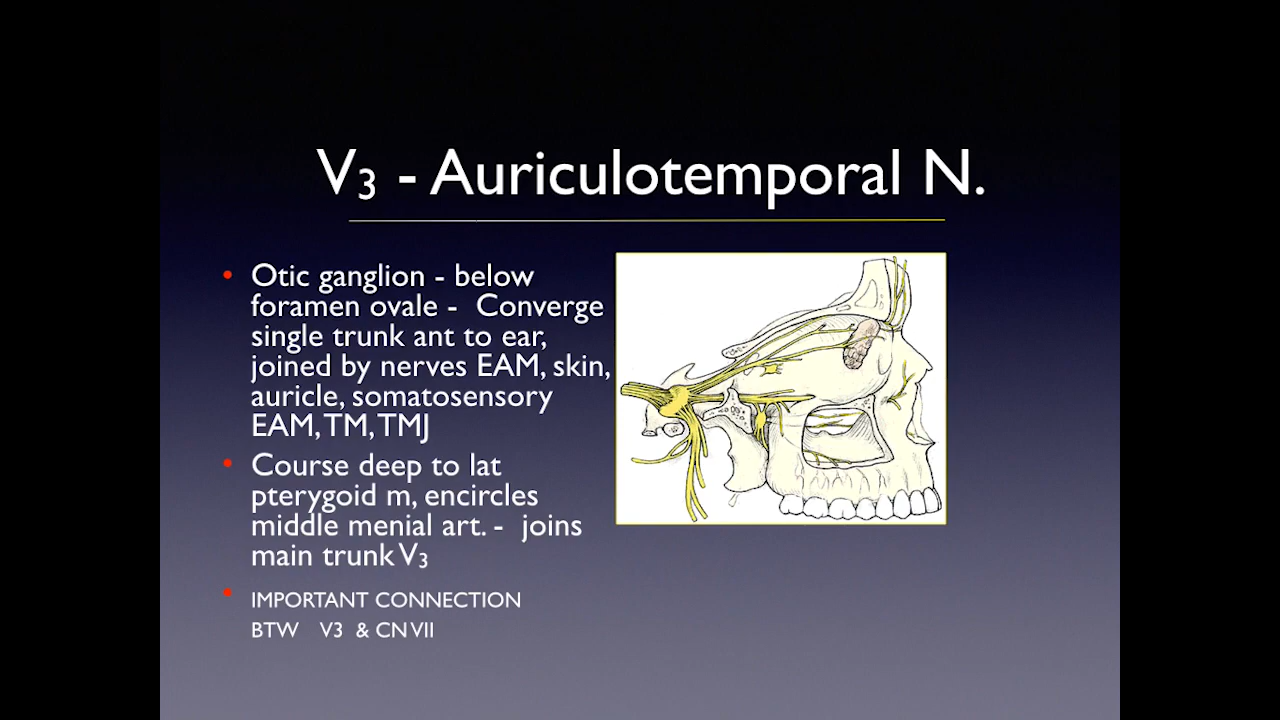 V3 - Auriculotemporal N.
• Otic ganglion - below
foramen ovale - Converge
single trunk ant to ear,
joined by nerves EAM, skin,
auricle, somatosensory
EAM, TM, TMJ
• Course deep to lat
pterygoid m, encircles
middle menial art. - joins
main trunk V3
• IMPORTANT CONNECTION
BTW V3 & CN VII